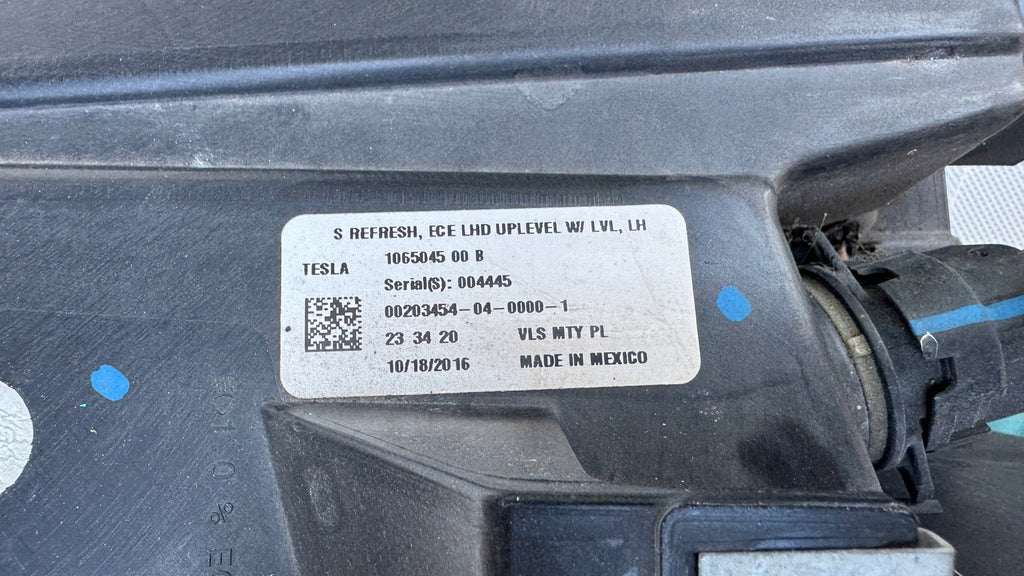 S REFRESH, ECE LHD UPLEVEL W/ LVL, LH
1065045 00 B
TESLA
Serial(S): 004445
00203454-04-0000-1
23 34 20 VLS MTY PL
10/18/2016 MADE IN MEXICO